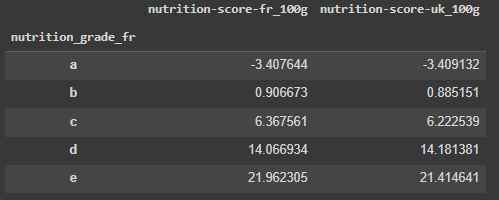 nutrition-score-fr_100g nutrition-score-uk_100g
nutrition_grade_fr
a -3.407644 -3.409132
b 0.906673 0.885151
c 6.367561 6.222539
d 14.066934 14.181381
e 21.962305 21.414641